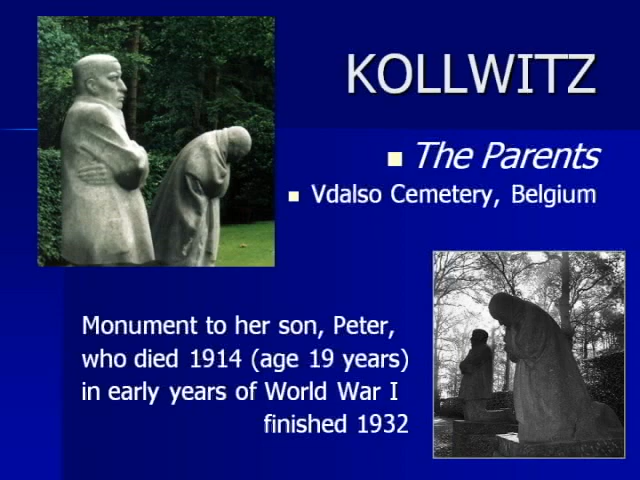 KOLLWITZ
The Parents
Vdalso Cemetery, Belgium
Monument to her son, Peter,
who died 1914 (age 19 years)
in early years of World War I
finished 1932